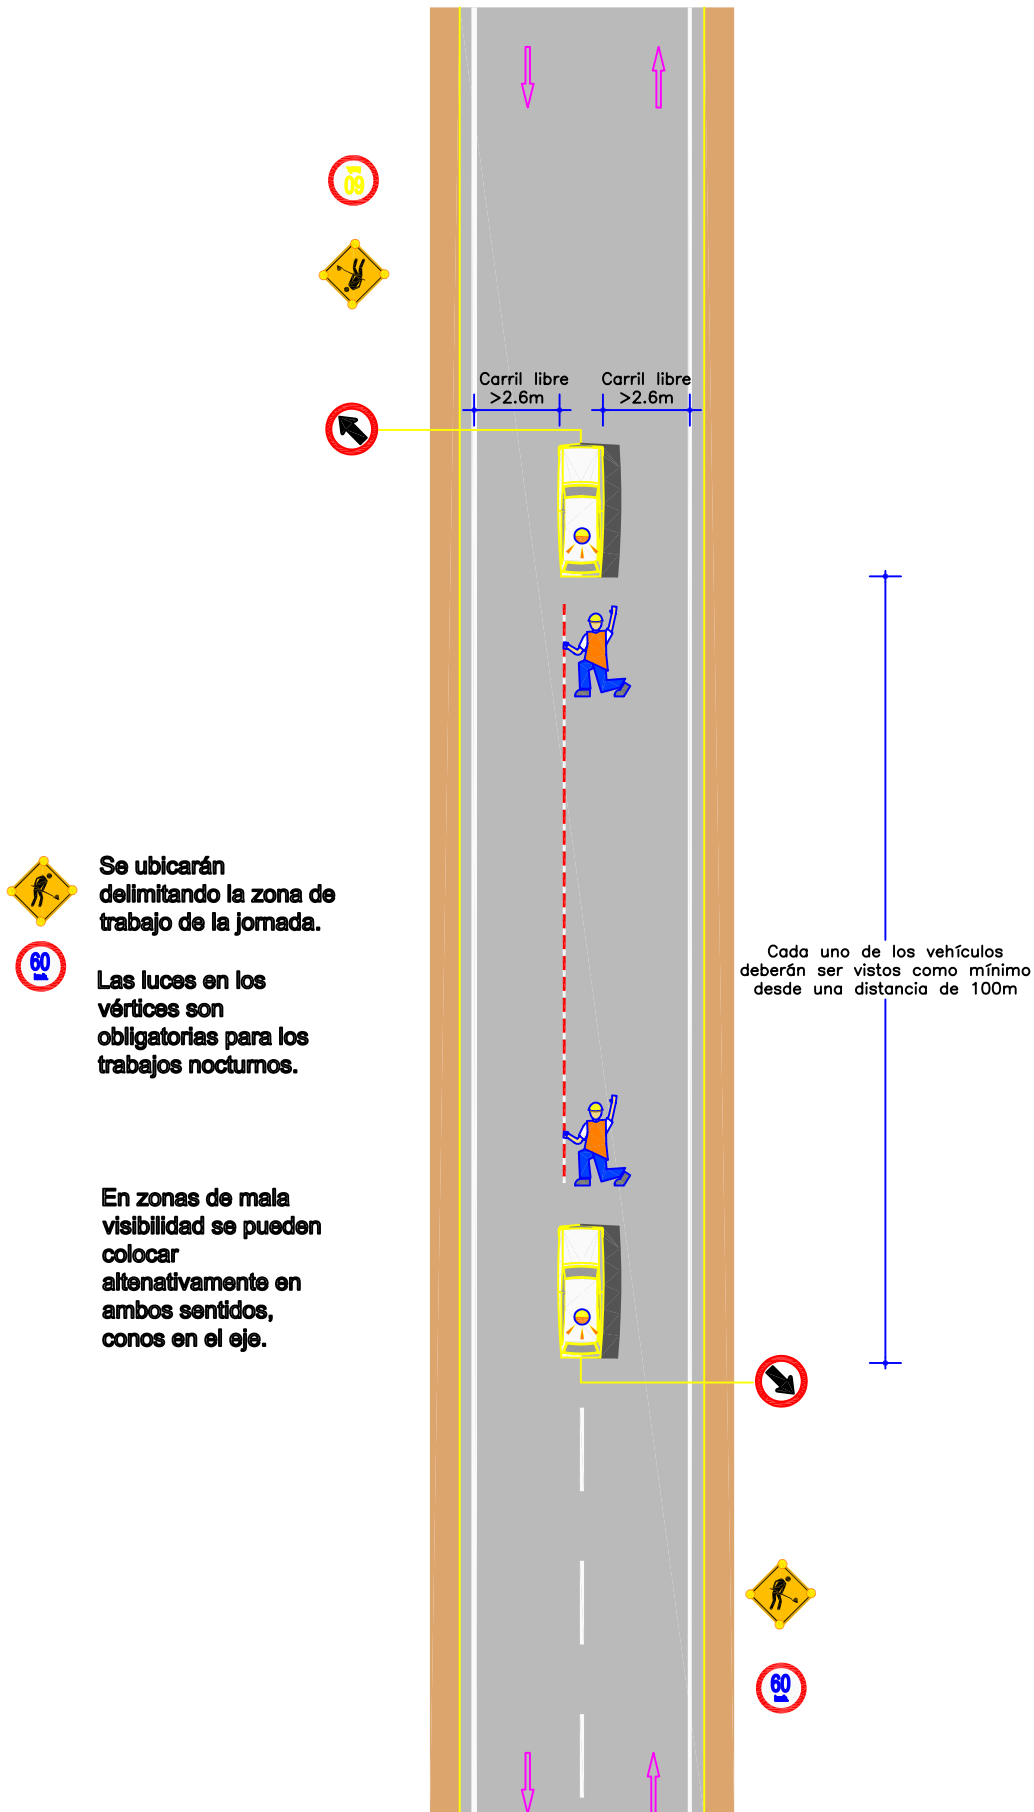 60
Carril libre
>2.6m
Carril libre
>2.6m
Se ubicarán
delimitando la zona de
trabajo de la jornada.
60
Las luces en los
vértices son
obligatorias para los
trabajos nocturnos.
Cada uno de los vehículos
deberán ser vistos como mínimo
desde una distancia de 100m
En zonas de mala
visibilidad se pueden
colocar
altenativamente en
ambos sentidos,
conos en el eje.
60